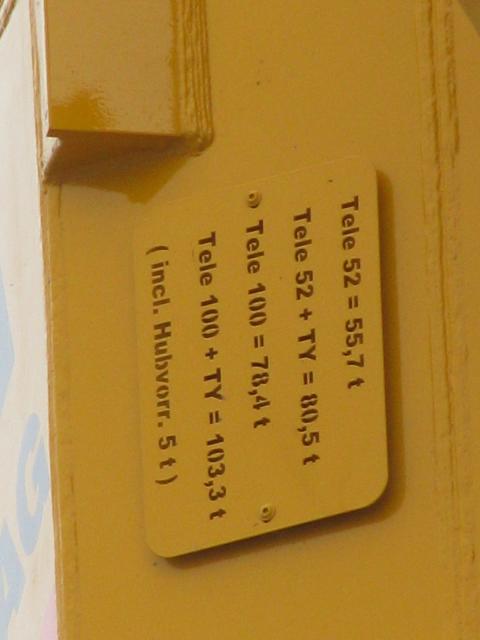 Tele 52 = 55,7 t
Tele 52 + TY = 80,5 t
Tele 100 = 78,4 t
Tele 100 + TY = 103,3 t
( incl. Hubvorr. 5 t )
AG